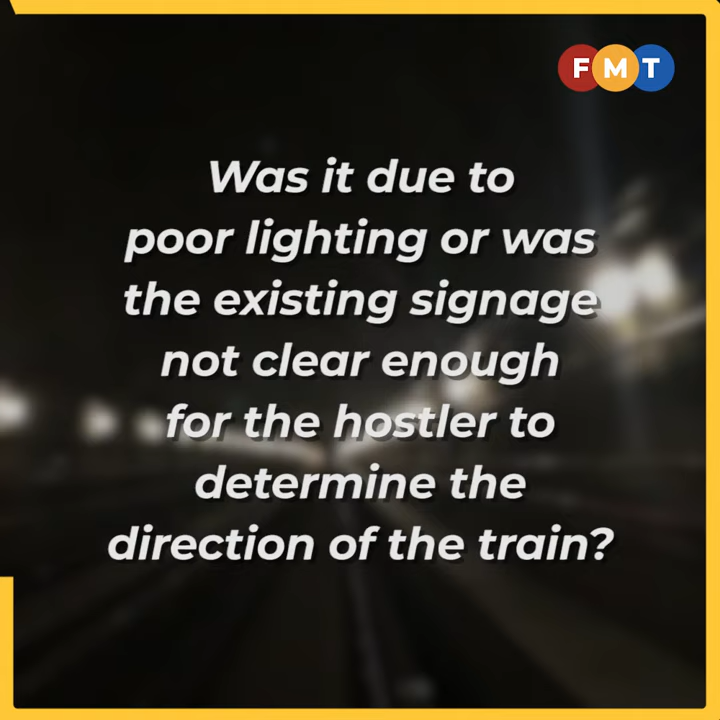 FMT
Was it due to
poor lighting or was
the existing signage
not clear enough
for the hostler to
determine the
direction of the train?